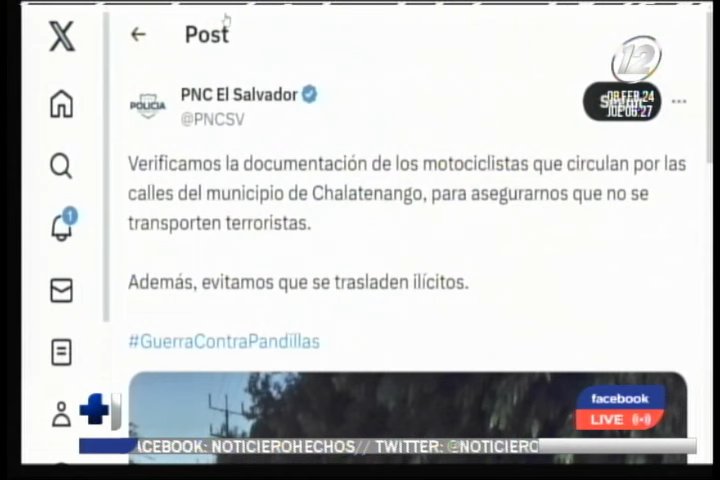 Post
12
PNC El Salvador
08 FEB 24
POLICIA
@PNCSV
JUE 06:27
Verificamos la documentación de los motociclistas que circulan por las
calles del municipio de Chalatenango, para asegurarnos que no se
transporten terroristas.
Además, evitamos que se trasladen ilícitos.
#GuerraContraPandillas
1
facebook
LIVE
ACEBOOK: NOTICIEROHECHOS // TWITTER: @NOTICIERO